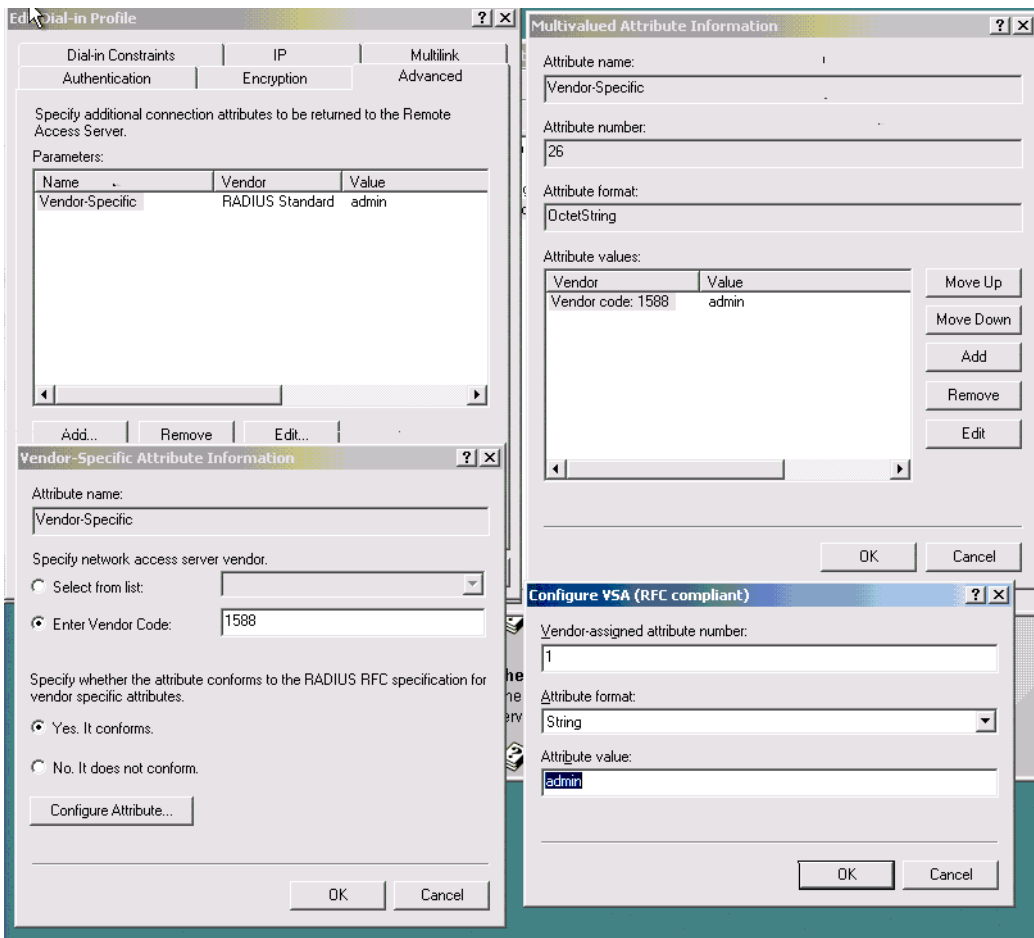 Edit Dial-in Profile
Dial-in Constraints IP Multilink
Authentication Encryption Advanced
Specify additional connection attributes to be returned to the Remote
Access Server.
Parameters:
Name Vendor Value
Vendor-Specific RADIUS Standard admin
Add... Remove Edit...
Multivalued Attribute Information
Attribute name:
Vendor-Specific
Attribute number:
26
Attribute format:
OctetString
Attribute values:
Vendor Value
Vendor code: 1588 admin
Move Up
Move Down
Add
Remove
Edit
OK Cancel
Vendor-Specific Attribute Information
Attribute name:
Vendor-Specific
Specify network access server vendor.
Select from list:
Enter Vendor Code: 1588
Specify whether the attribute conforms to the RADIUS RFC specification for
vendor specific attributes.
Yes. It conforms.
No. It does not conform.
Configure Attribute...
OK Cancel
Configure VSA (RFC compliant)
Vendor-assigned attribute number:
1
Attribute format:
String
Attribute value:
admin
OK Cancel